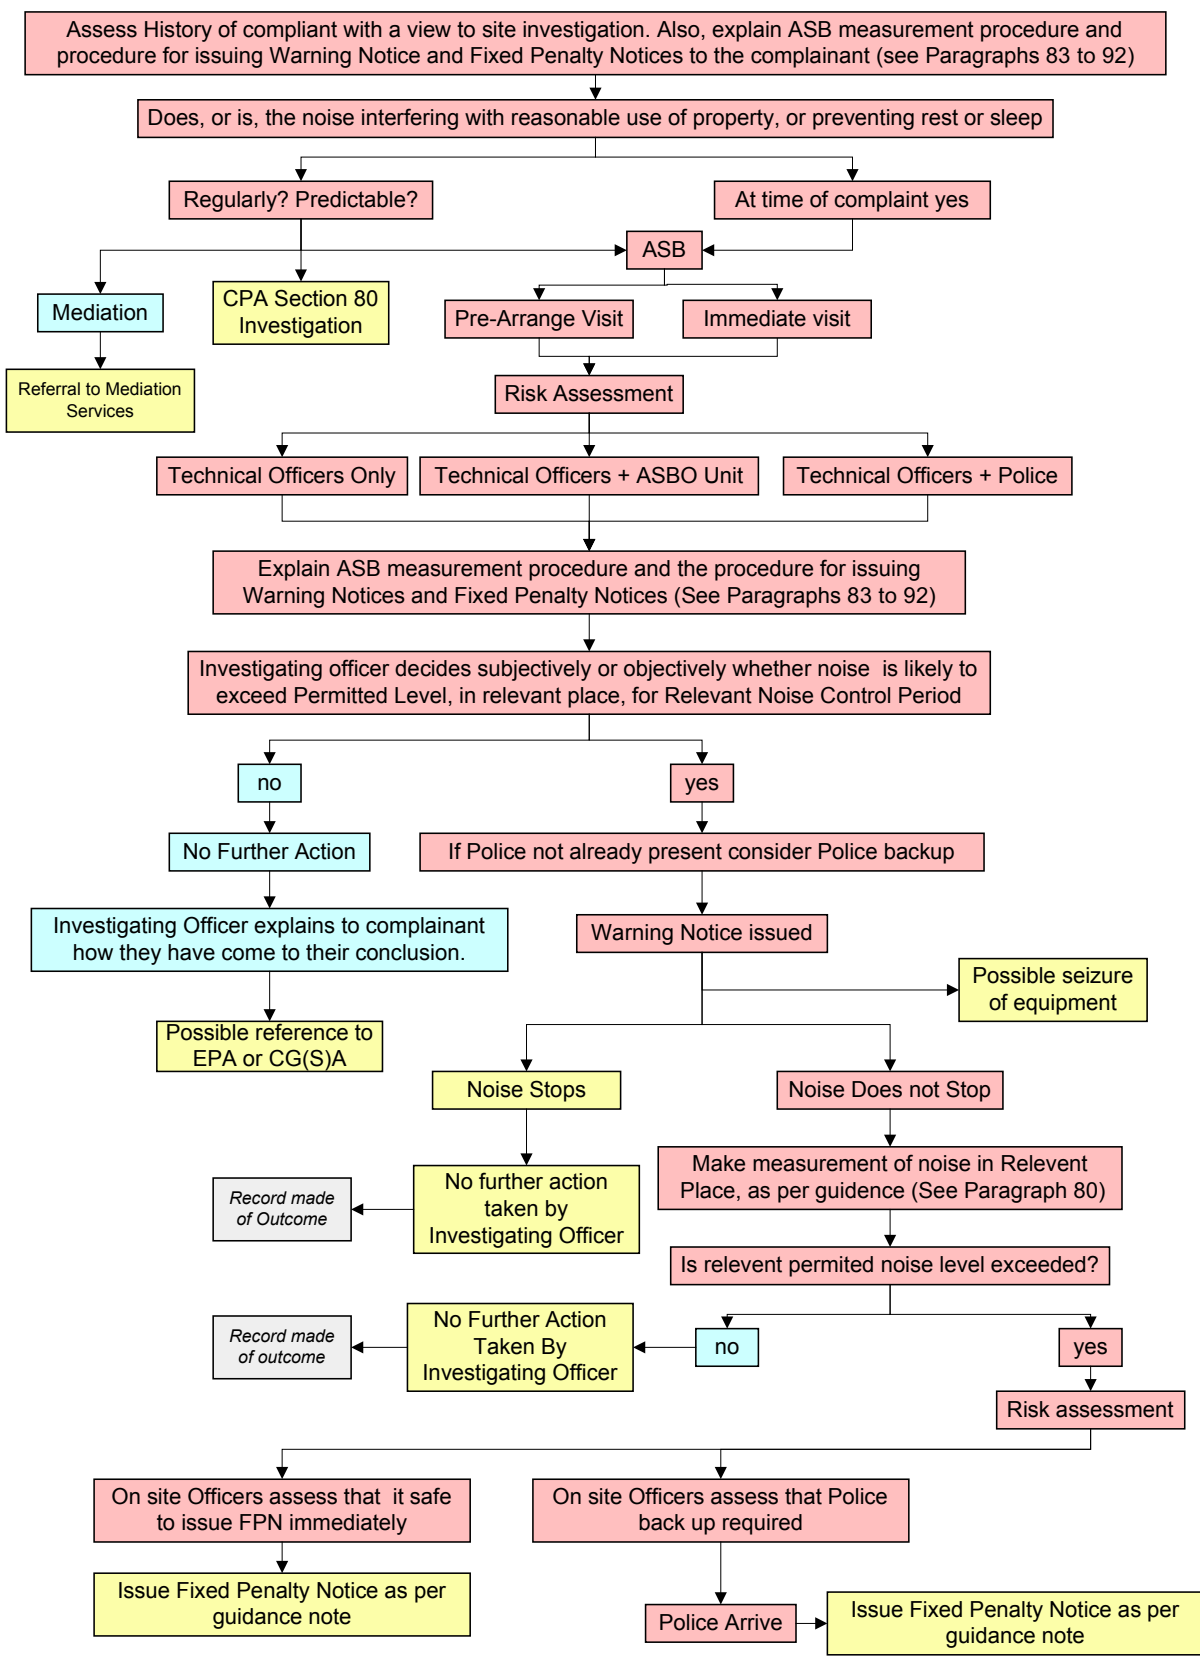 Assess History of compliant with a view to site investigation. Also, explain ASB measurement procedure and
procedure for issuing Warning Notice and Fixed Penalty Notices to the complainant (see Paragraphs 83 to 92)
Does, or is, the noise interfering with reasonable use of property, or preventing rest or sleep
Regularly? Predictable?
At time of complaint yes
ASB
Mediation
CPA Section 80
Investigation
Pre-Arrange Visit
Immediate visit
Referral to Mediation
Services
Risk Assessment
Technical Officers Only
Technical Officers + ASBO Unit
Technical Officers + Police
Explain ASB measurement procedure and the procedure for issuing
Warning Notices and Fixed Penalty Notices (See Paragraphs 83 to 92)
Investigating officer decides subjectively or objectively whether noise is likely to
exceed Permitted Level, in relevant place, for Relevant Noise Control Period
no
yes
No Further Action
If Police not already present consider Police backup
Investigating Officer explains to complainant
how they have come to their conclusion.
Warning Notice issued
Possible seizure
of equipment
Possible reference to
EPA or CG(S)A
Noise Stops
Noise Does not Stop
Make measurement of noise in Relevent
Place, as per guidence (See Paragraph 80)
No further action
taken by
Investigating Officer
Record made
of Outcome
Is relevent permited noise level exceeded?
No Further Action
Taken By
Investigating Officer
Record made
of outcome
no
yes
Risk assessment
On site Officers assess that it safe
to issue FPN immediately
On site Officers assess that Police
back up required
Issue Fixed Penalty Notice as per
guidance note
Police Arrive
Issue Fixed Penalty Notice as per
guidance note